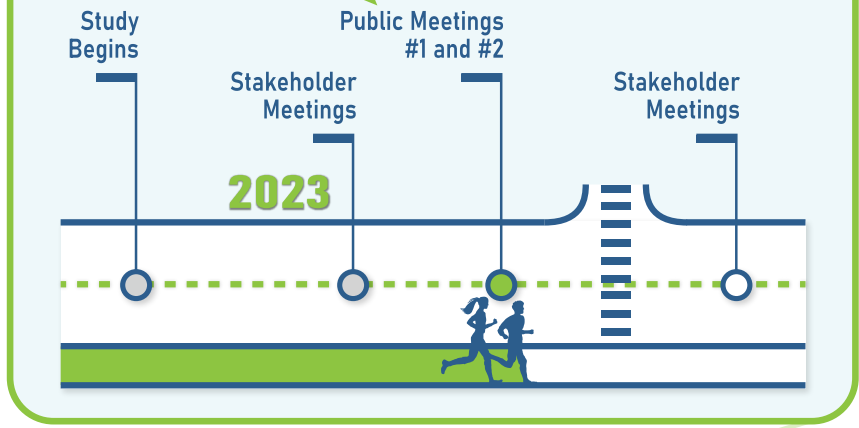 Study
Begins
Stakeholder
Meetings
Public Meetings
#1 and #2
Stakeholder
Meetings
2023